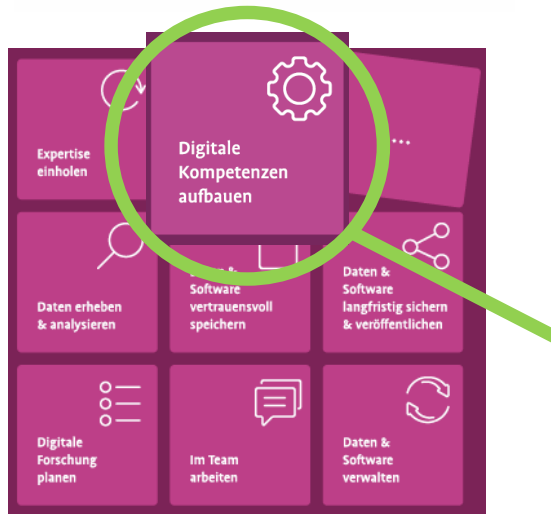 Expertise
einholen
Digitale
Kompetenzen
aufbauen
...
Daten erheben
& analysieren
Software
vertrauensvoll
speichern
Daten &
Software
langfristig sichern
& veröffentlichen
Digitale
Forschung
planen
Im Team
arbeiten
Daten &
Software
verwalten